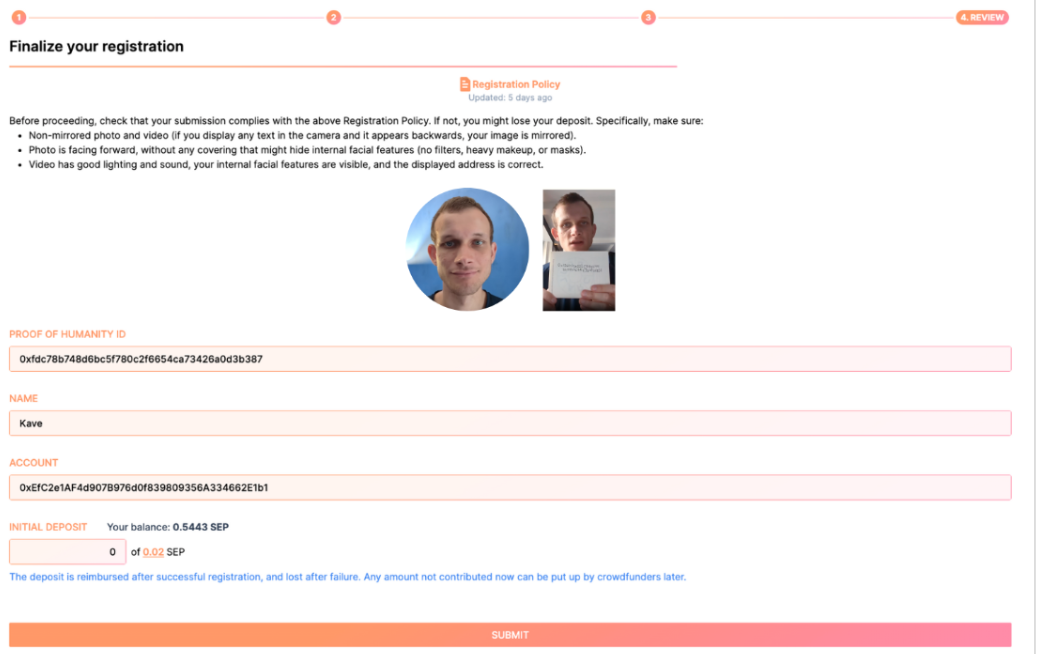 1
2
3
4. REVIEW
Finalize your registration
Registration Policy
Updated: 5 days ago
Before proceeding, check that your submission complies with the above Registration Policy. If not, you might lose your deposit. Specifically, make sure:
• Non-mirrored photo and video (if you display any text in the camera and it appears backwards, your image is mirrored).
• Photo is facing forward, without any covering that might hide internal facial features (no filters, heavy makeup, or masks).
• Video has good lighting and sound, your internal facial features are visible, and the displayed address is correct.
PROOF OF HUMANITY ID
0xfdc78b748d6bc5f780c2f6654ca73426a0d3b387
NAME
Kave
ACCOUNT
0xEfC2e1AF4d907B976d0f839809356A334662E1b1
INITIAL DEPOSIT Your balance: 0.5443 SEP
0 of 0.02 SEP
The deposit is reimbursed after successful registration, and lost after failure. Any amount not contributed now can be put up by crowdfunders later.
SUBMIT